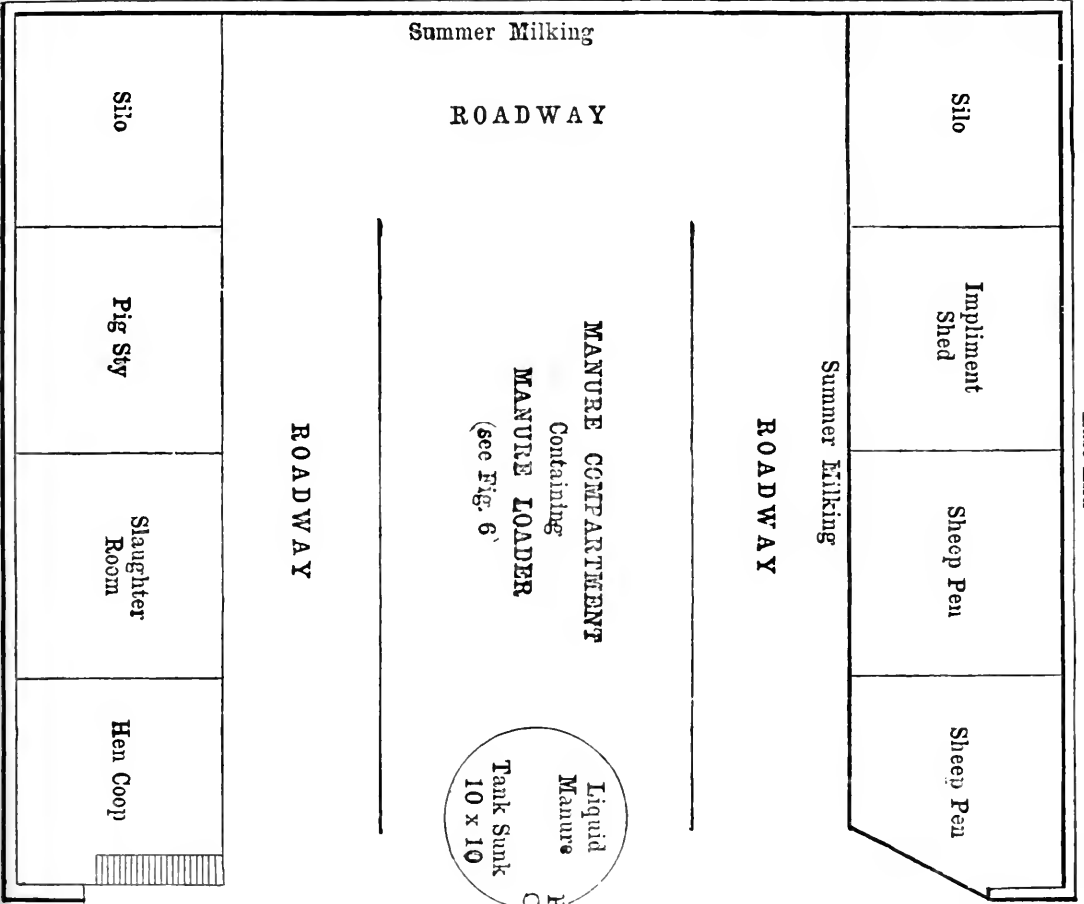 Summer Milking
ROADWAY
Silo
Pig Sty
Slaughter
Room
Hen Coop
ROADWAY
MANURE COMPARTMENT
Containing
MANURE LOADER
(see Fig. 6)
Liquid
Manure
Tank Sunk
10 x 10
ROADWAY
Summer Milking
Silo
Impliment
Shed
Sheep Pen
Sheep Pen